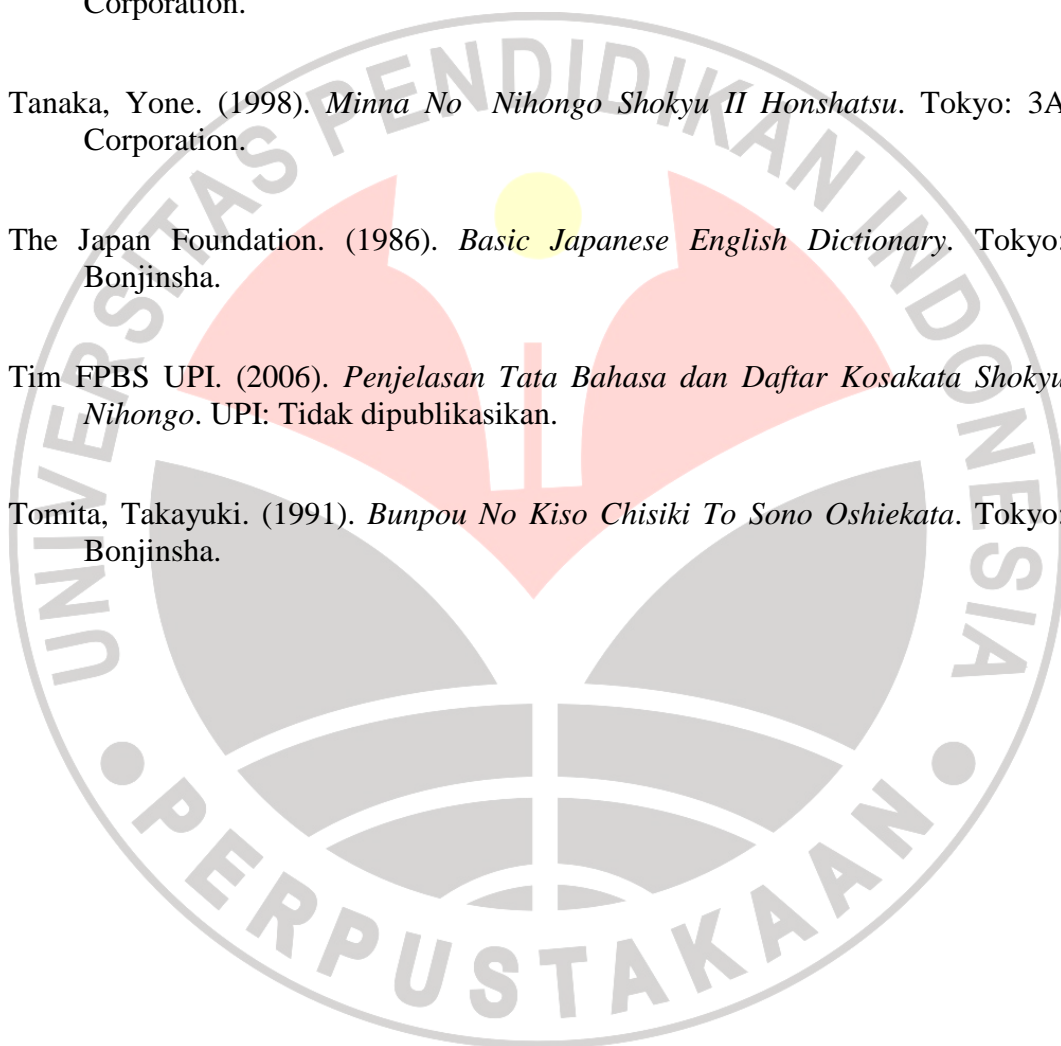 Corporation.
Tanaka, Yone. (1998). Minna No Nihongo Shokyu II Honshatsu. Tokyo: 3A
Corporation.
The Japan Foundation. (1986). Basic Japanese English Dictionary. Tokyo:
Bonjinsha.
Tim FPBS UPI. (2006). Penjelasan Tata Bahasa dan Daftar Kosakata Shokyu
Nihongo. UPI: Tidak dipublikasikan.
Tomita, Takayuki. (1991). Bunpou No Kiso Chisiki To Sono Oshiekata. Tokyo:
Bonjinsha.
UNIVERSITAS PENDIDIKAN INDONESIA
PERPUSTAKAAN